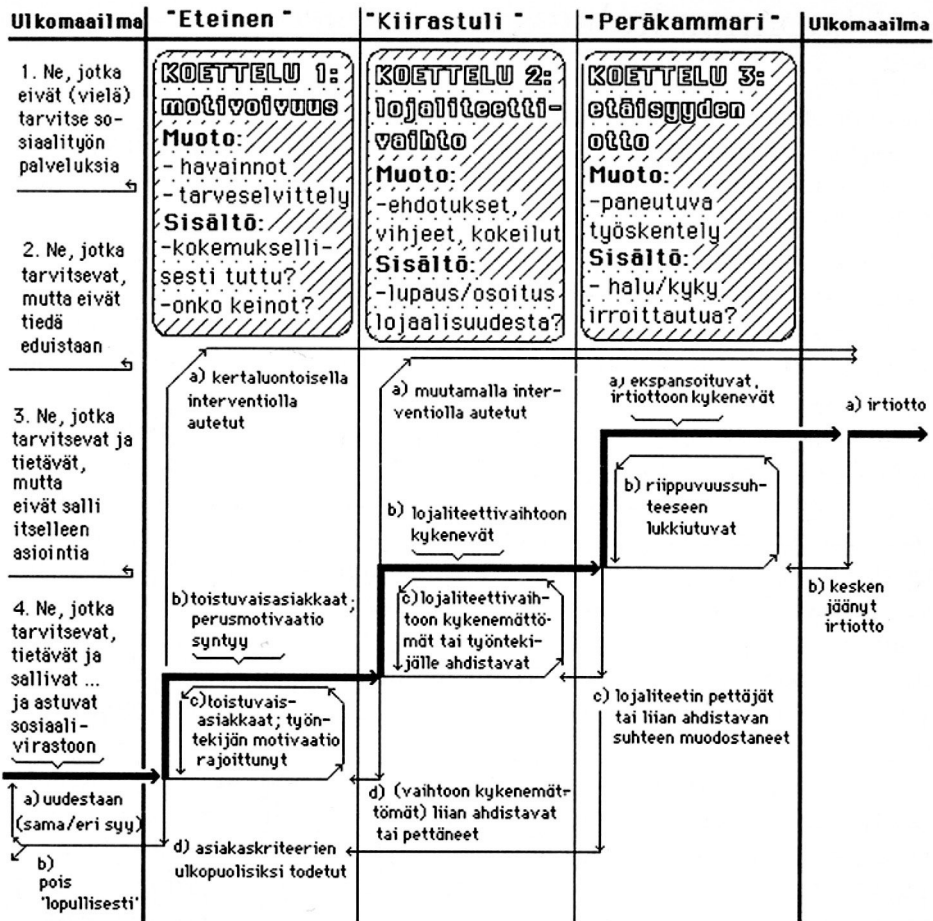 Ulkomaailma
"Eteinen"
"Kiirastuli"
"Peräkammari"
Ulkomaailma
1. Ne, jotka
eivät (vielä)
tarvitse so-
siaalityön
palveluksia
2. Ne, jotka
tarvitsevat,
mutta eivät
tiedä
eduistaan
3. Ne, jotka
tarvitsevat ja
tietävät,
mutta
eivät salli
itselleen
asiointia
4. Ne, jotka
tarvitsevat,
tietävät ja
sallivat ...
ja astuvat
sosiaali-
virastoon
a) uudestaan
(sama/eri syy)
b)
pois
'lopullisesti'
KOETTELU 1:
motivoivuus
Muoto:
- havainnot
- tarveselvittely
Sisältö:
-kokemukselli-
sesti tuttu?
-onko keinot?
a) kertaluontoisella
interventiolla
autetut
b) toistuvaisasiakkaat;
perusmotivaatio
syntyy
c) toistuvais-
asiakkaat; työn-
tekijän motivaatio
rajoittunyt
d) asiakaskriteerien
ulkopuolisiksi todetut
KOETTELU 2:
lojaliteetti-
vaihto
Muoto:
-ehdotukset,
vihjeet, kokeilut
Sisältö:
-lupaus/osoitus
lojaalisuudesta?
a) muutamalla inter-
ventiolla autetut
b) lojaliteettivaihtoon
kykenevät
c) lojaliteettivaih-
toon kykenemättö-
mät tai työnteki-
jälle ahdistavat
d) (vaihtoon kykenemät-
tömät) liian ahdistavat
tai pettäneet
KOETTELU 3:
etäisyyden
otto
Muoto:
-paneutuva
työskentely
Sisältö:
- halu/kyky
irroittautua?
a) ekspansoituvat,
irtiottoon kykenevät
b) riippuvuussuh-
teeseen
lukkiutuvat
c) lojaliteetin pettäjät
tai liian ahdistavan
suhteen muodostaneet
a) irtiotto
b) kesken
jäänyt
irtiotto